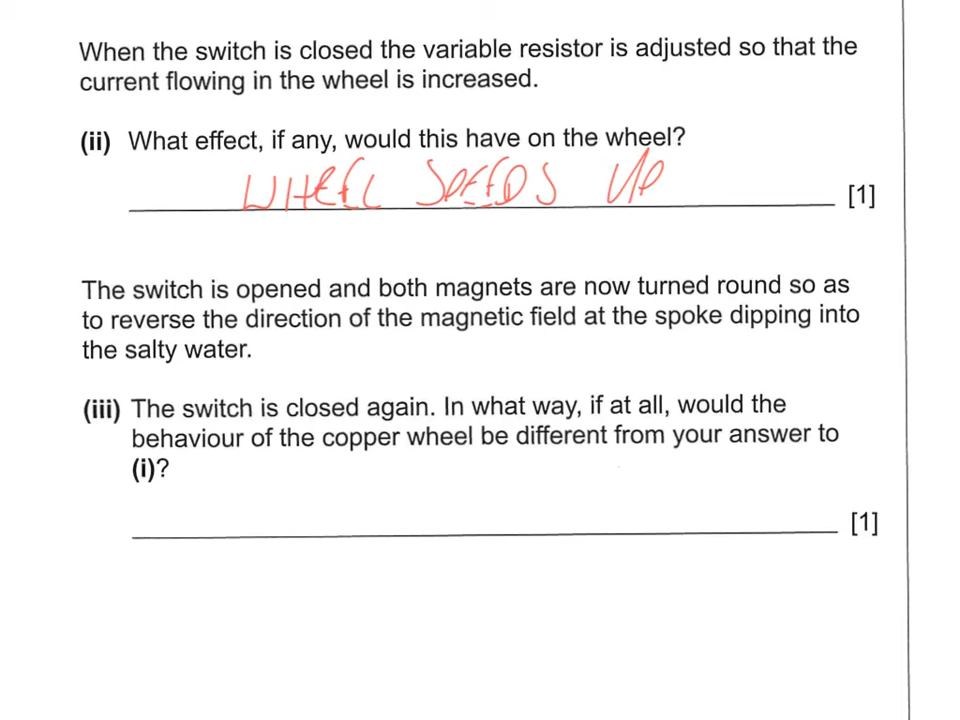 When the switch is closed the variable resistor is adjusted so that the
current flowing in the wheel is increased.
(ii) What effect, if any, would this have on the wheel?
WHEEL SPEEDS UP
[1]
The switch is opened and both magnets are now turned round so as
to reverse the direction of the magnetic field at the spoke dipping into
the salty water.
(iii) The switch is closed again. In what way, if at all, would the
behaviour of the copper wheel be different from your answer to
(i)?
[1]